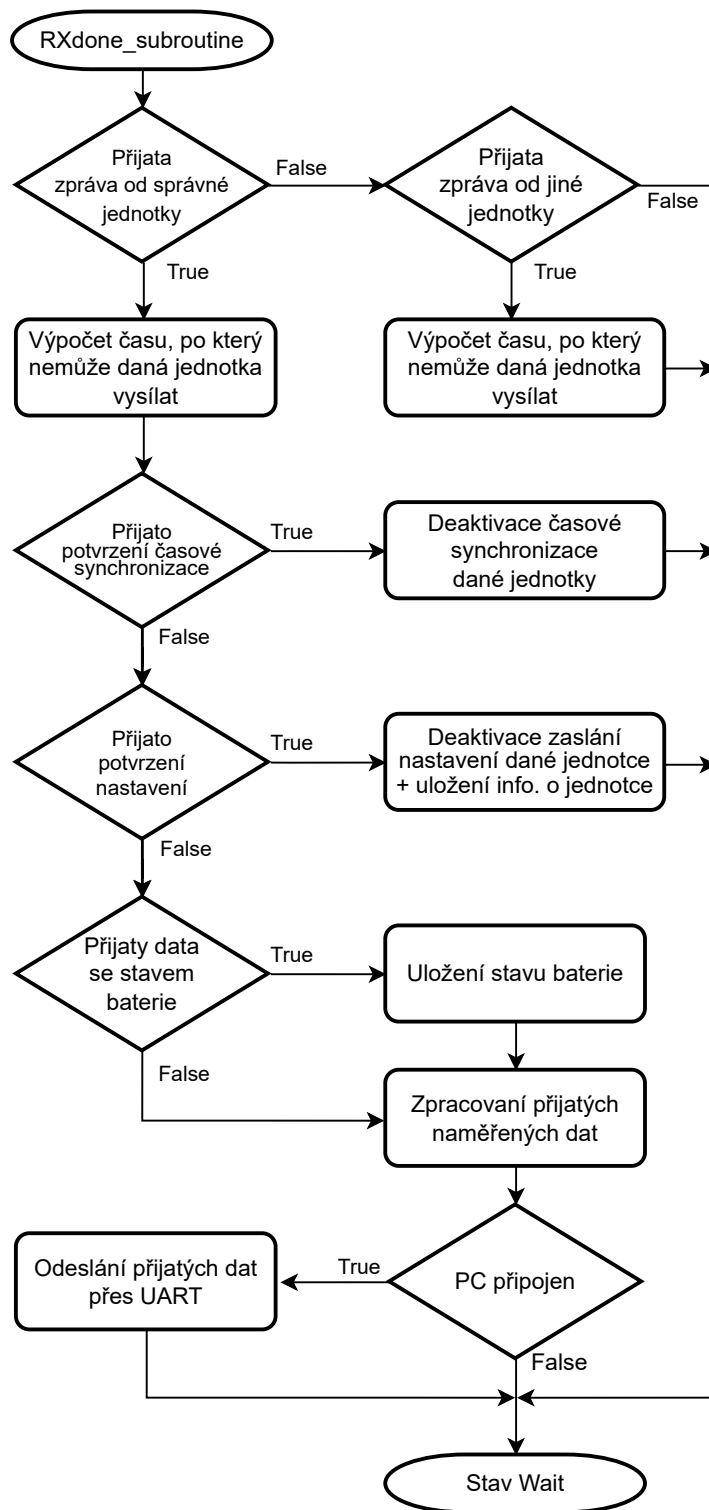 RXdone_subroutine
Přijata
zpráva od správné
jednotky
False
Přijata
zpráva od jiné
jednotky
False
True
True
Výpočet času, po který
nemůže daná jednotka
vysílat
Výpočet času, po který
nemůže daná jednotka
vysílat
Přijato
potvrzení časové
synchronizace
True
Deaktivace časové
synchronizace
dané jednotky
False
Přijato
potvrzení
nastavení
True
Deaktivace zaslání
nastavení dané jednotce
+ uložení info. o jednotce
False
Přijaty data
se stavem
baterie
True
Uložení stavu baterie
False
Zpracovaní přijatých
naměřených dat
Odeslání přijatých dat
přes UART
True
PC připojen
False
Stav Wait